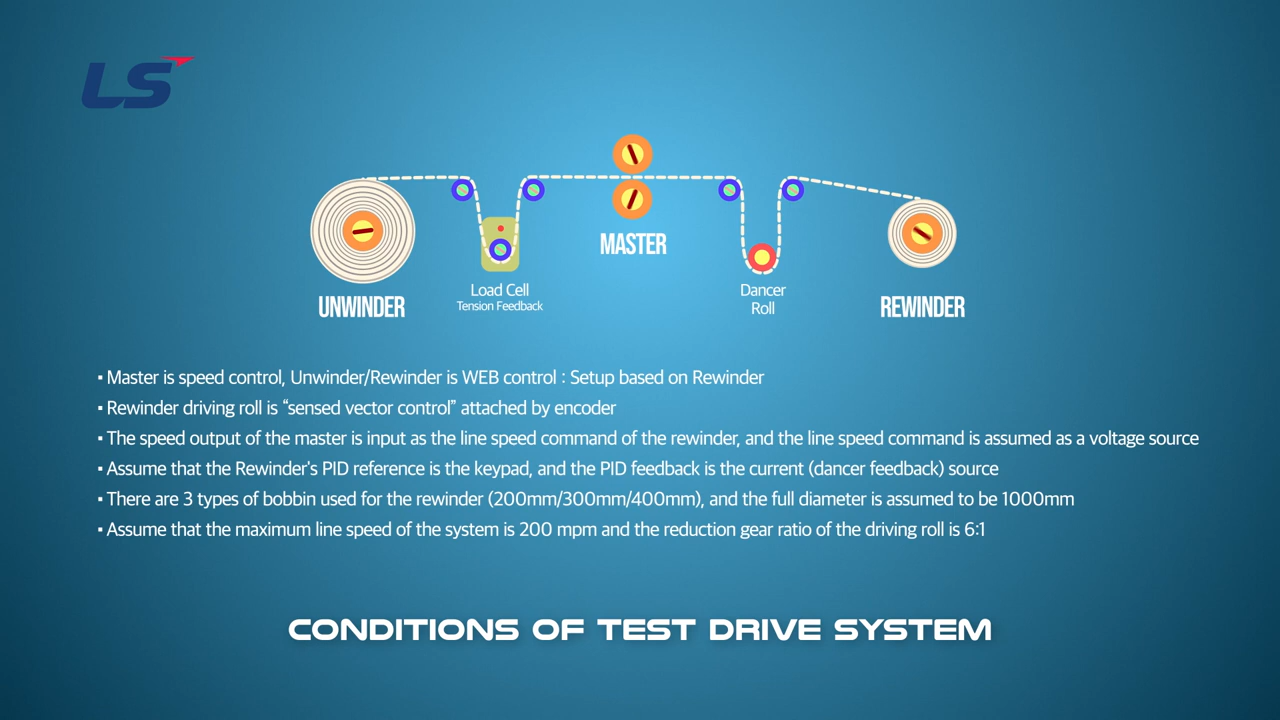 LS
MASTER
Load Cell
Tension Feedback
Dancer
Roll
UNWINDER
REWINDER
▪ Master is speed control, Unwinder/Rewinder is WEB control : Setup based on Rewinder
▪ Rewinder driving roll is “sensed vector control” attached by encoder
▪ The speed output of the master is input as the line speed command of the rewinder, and the line speed command is assumed as a voltage source
▪ Assume that the Rewinder's PID reference is the keypad, and the PID feedback is the current (dancer feedback) source
▪ There are 3 types of bobbin used for the rewinder (200mm/300mm/400mm), and the full diameter is assumed to be 1000mm
▪ Assume that the maximum line speed of the system is 200 mpm and the reduction gear ratio of the driving roll is 6:1
CONDITIONS OF TEST DRIVE SYSTEM